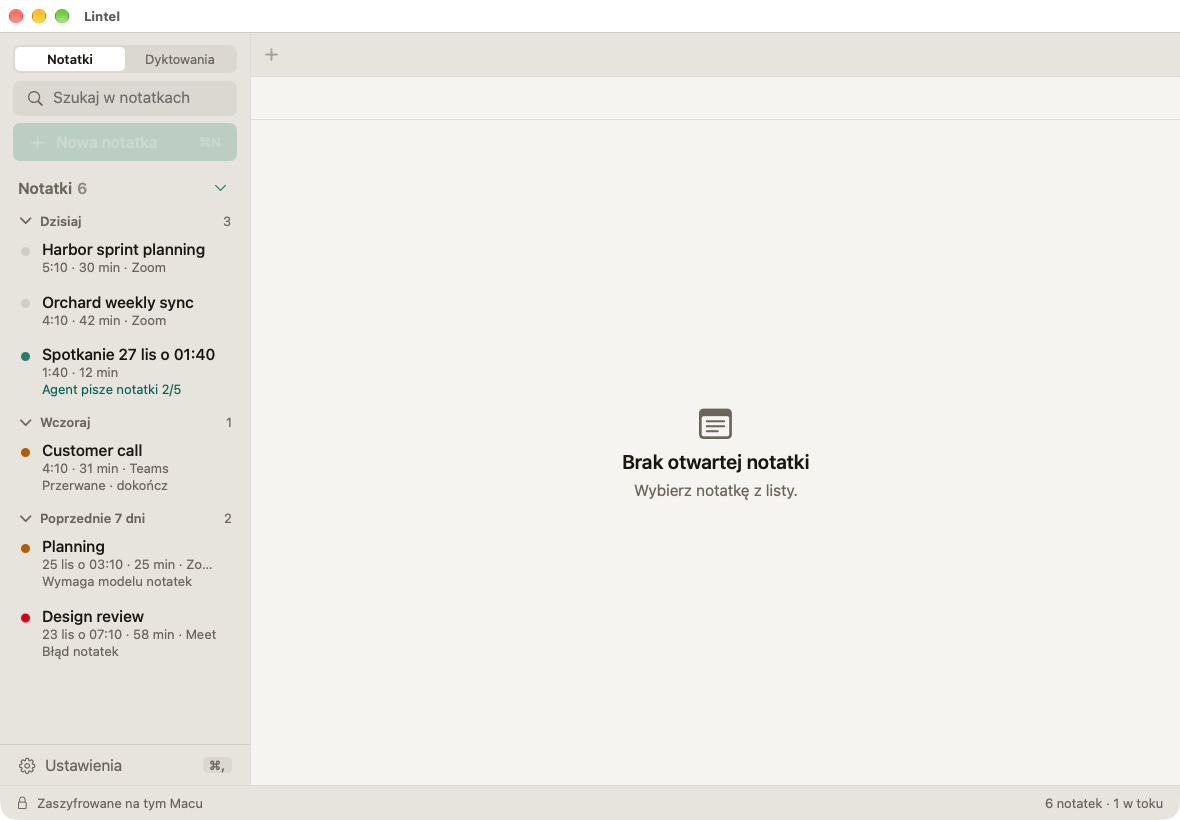 Lintel
Notatki
Dyktowania
Szukaj w notatkach
Nowa notatka ⌘N
Notatki 6
Dzisiaj 3
Harbor sprint planning
5:10 · 30 min · Zoom
Orchard weekly sync
4:10 · 42 min · Zoom
Spotkanie 27 lis o 01:40
1:40 · 12 min
Agent pisze notatki 2/5
Wczoraj 1
Customer call
4:10 · 31 min · Teams
Przerwane · dokończ
Poprzednie 7 dni 2
Planning
25 lis o 03:10 · 25 min · Zo…
Wymaga modelu notatek
Design review
23 lis o 07:10 · 58 min · Meet
Błąd notatek
Ustawienia ⌘,
Brak otwartej notatki
Wybierz notatkę z listy.
Zaszyfrowane na tym Macu
6 notatek · 1 w toku